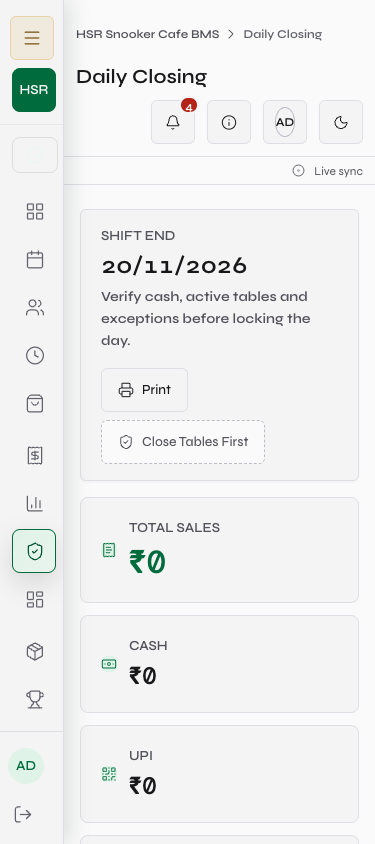 HSR
HSR Snooker Cafe BMS > Daily Closing
Daily Closing
4
AD
Live sync
SHIFT END
20/11/2026
Verify cash, active tables and
exceptions before locking the
day.
Print
Close Tables First
TOTAL SALES
₹0
CASH
₹0
UPI
₹0
AD